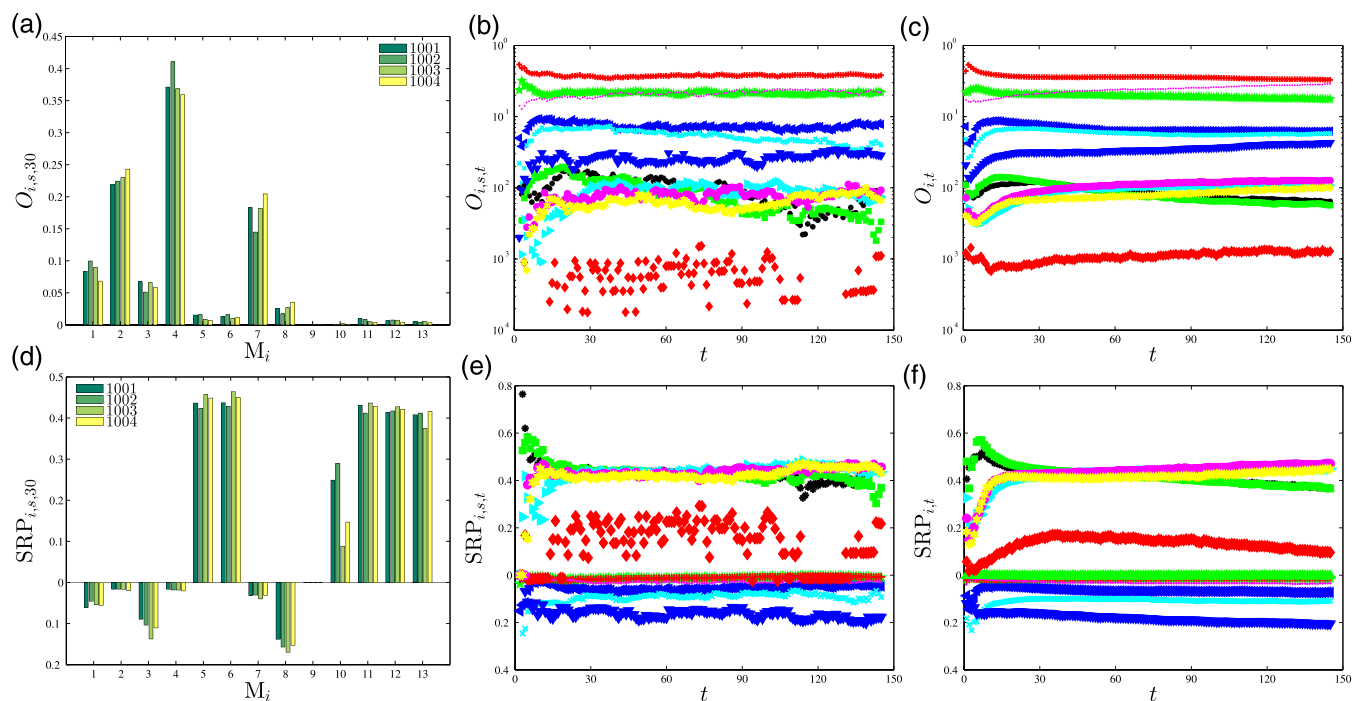 (a)
0.45
0.4
0.35
0.3
0.25
0.2
0.15
0.1
0.05
0
O_{i,s,30}
1001
1002
1003
1004
1 2 3 4 5 6 7 8 9 10 11 12 13
M_i
(b)
10^0
10^1
10^2
10^3
10^4
O_{i,s,t}
0 30 60 90 120 150
t
(c)
10^0
10^1
10^2
10^3
10^4
O_{i,t}
0 30 60 90 120 150
t
(d)
0.5
0.4
0.3
0.2
0.1
0
0.1
0.2
SRP_{i,s,30}
1001
1002
1003
1004
1 2 3 4 5 6 7 8 9 10 11 12 13
M_i
(e)
0.8
0.6
0.4
0.2
0
0.2
0.4
SRP_{i,s,t}
0 30 60 90 120 150
t
(f)
0.8
0.6
0.4
0.2
0
0.2
0.4
SRP_{i,t}
0 30 60 90 120 150
t